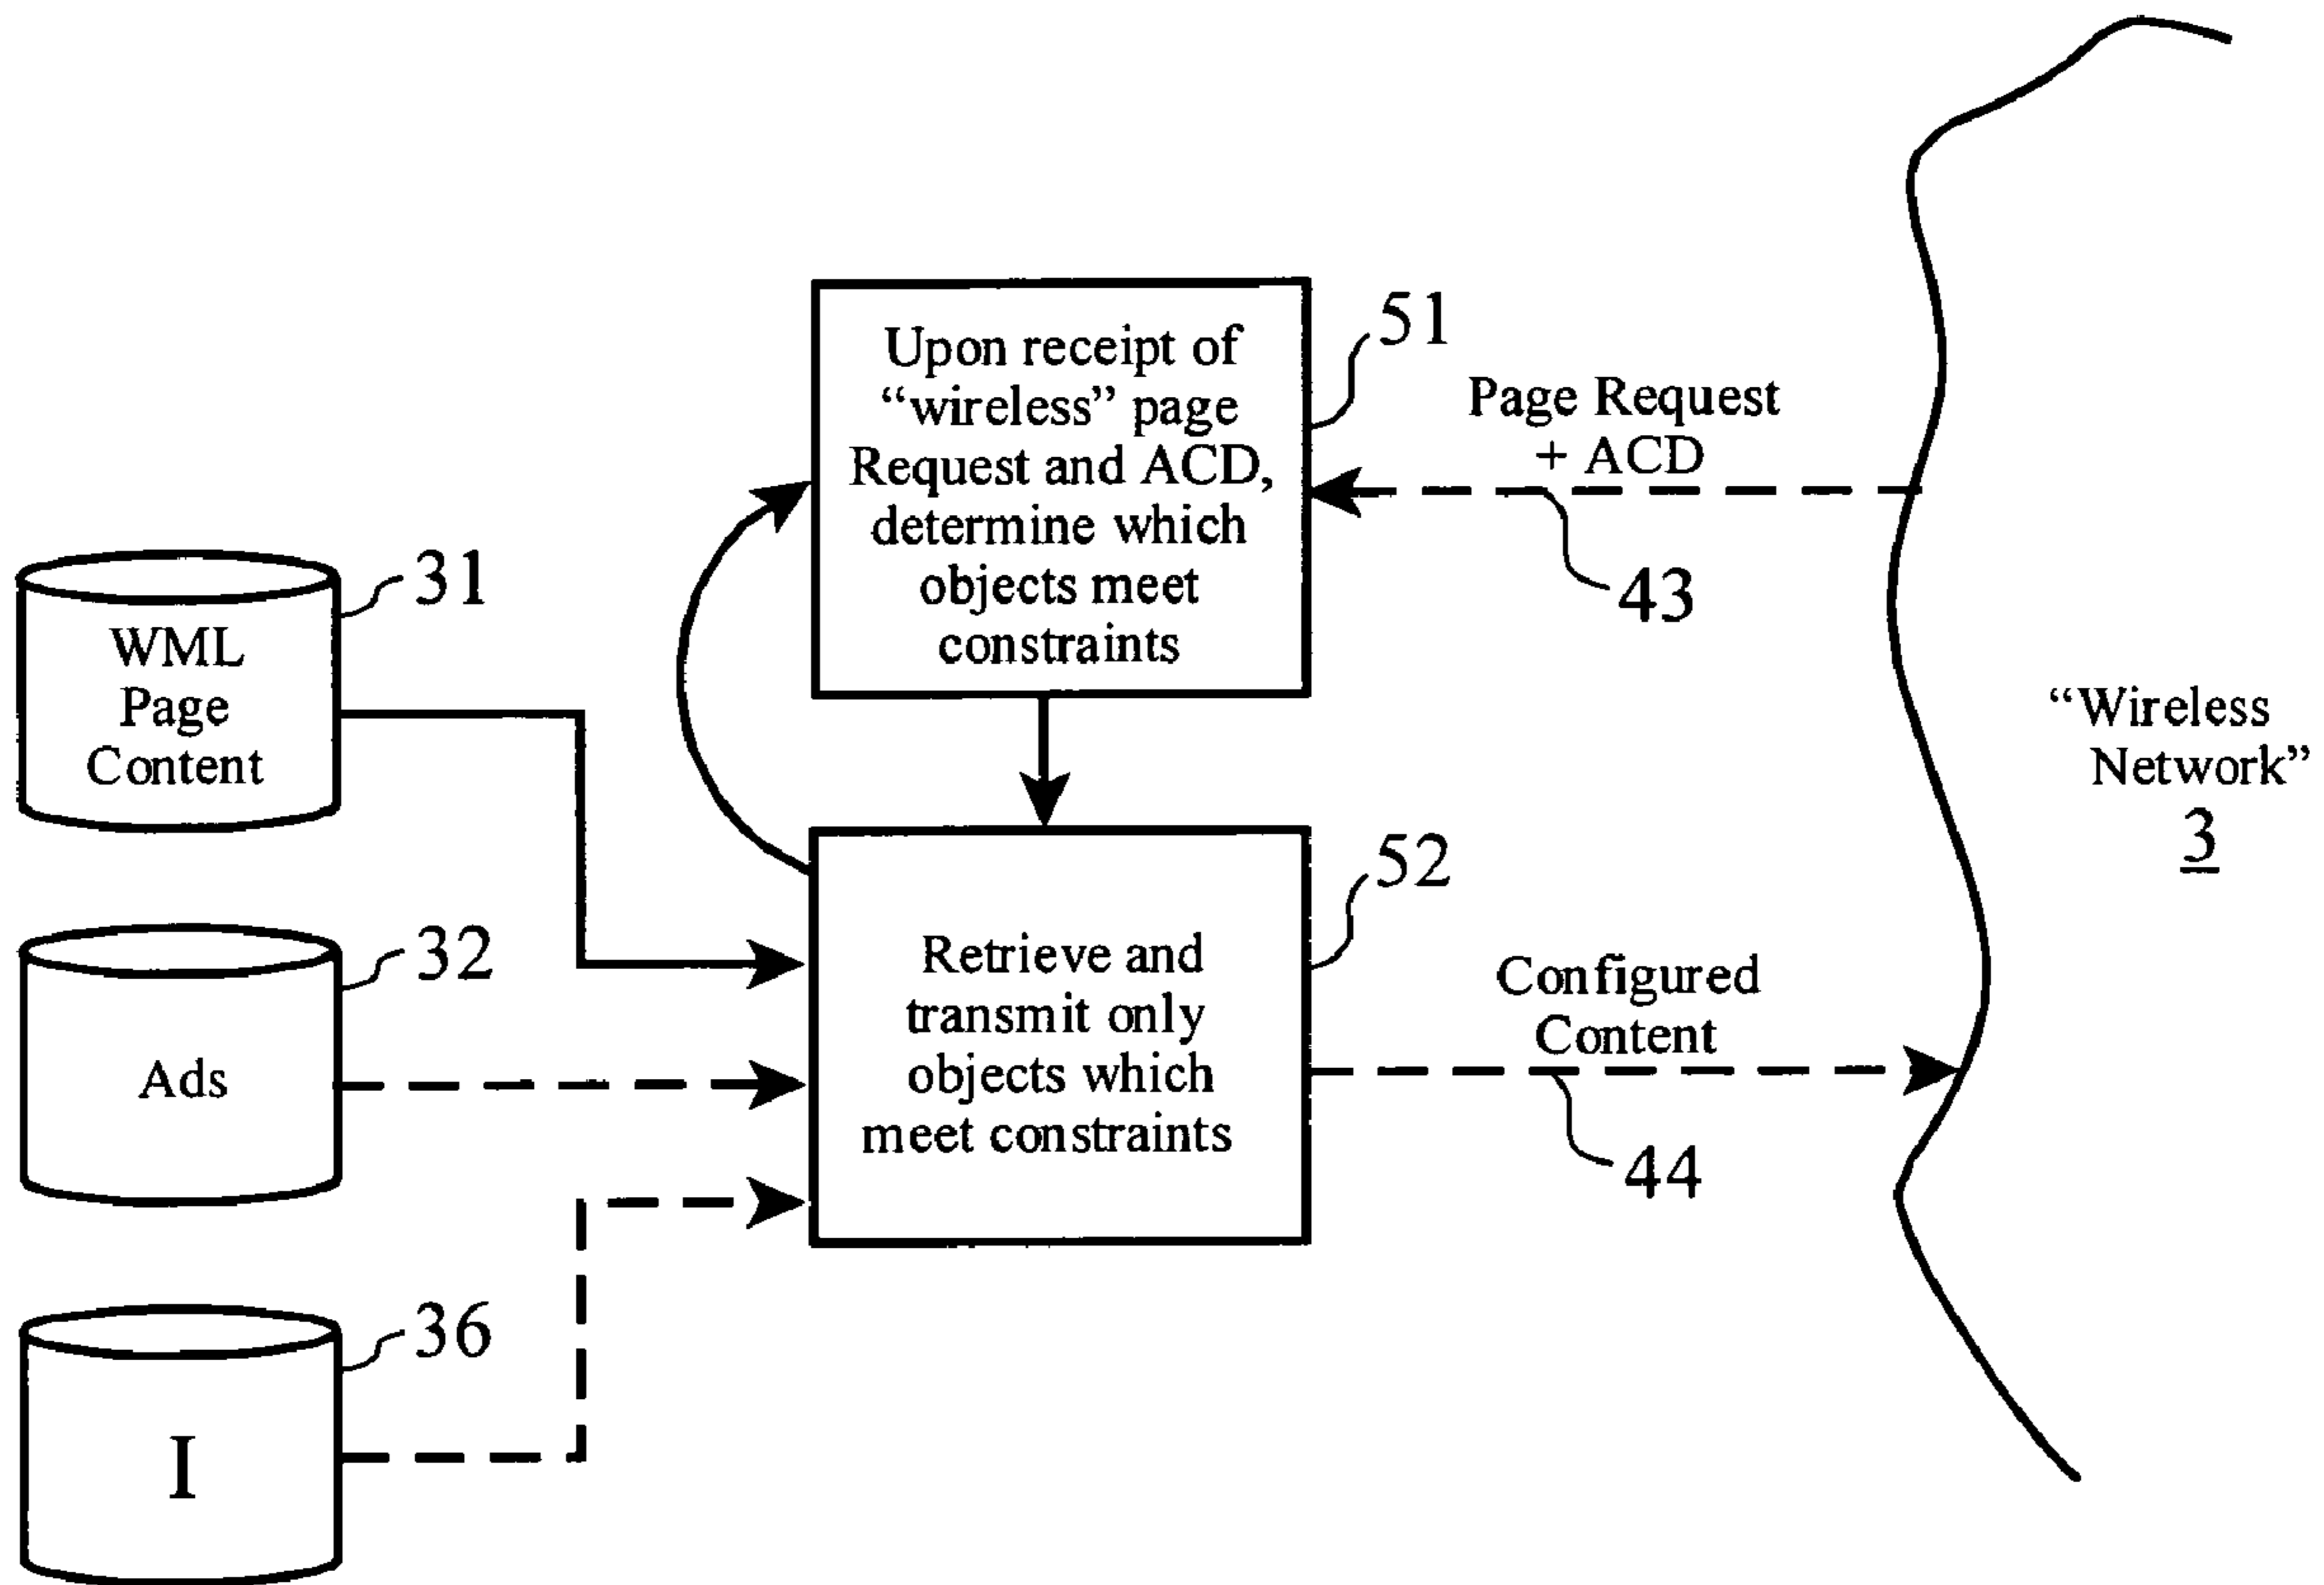 Upon receipt of
“wireless” page
Request and ACD,
determine which
objects meet
constraints
51
Page Request
+ ACD
43
31
WML
Page
Content
“Wireless
Network”
3
52
Retrieve and
transmit only
objects which
meet constraints
Configured
Content
44
32
Ads
36
I